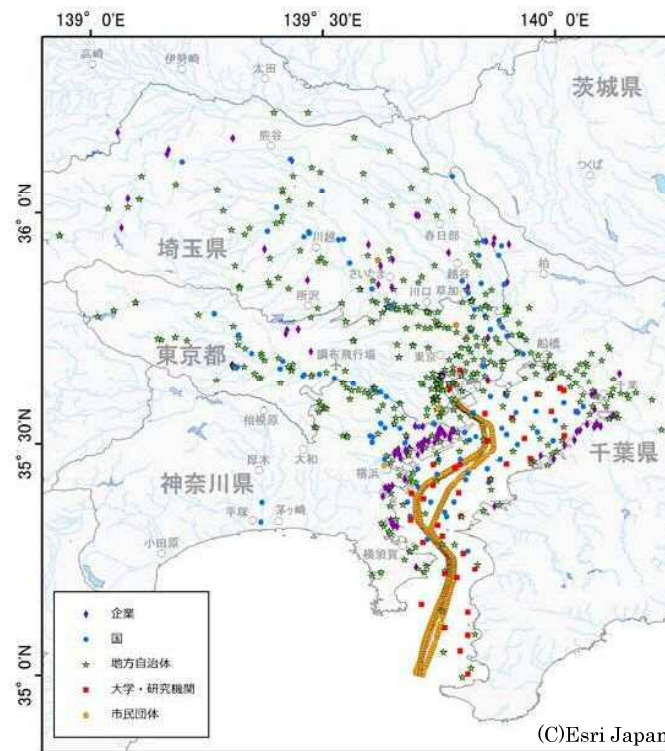 139° 0'E
139° 30'E
140° 0'E
高崎
伊勢崎
太田
茨城県
熊谷
つくば
36° 0'N
春日部
川越
柏
埼玉県
越谷
さいたま
川口 草加
所沢
船橋
東京都
調布飛行場
東京
千葉
相模原
35° 30'N
厚木
大和
横浜
千葉県
神奈川県
平塚
茅ヶ崎
小田原
横須賀
35° 0'N
企業
国
地方自治体
大学・研究機関
市民団体
(C)Esri Japan